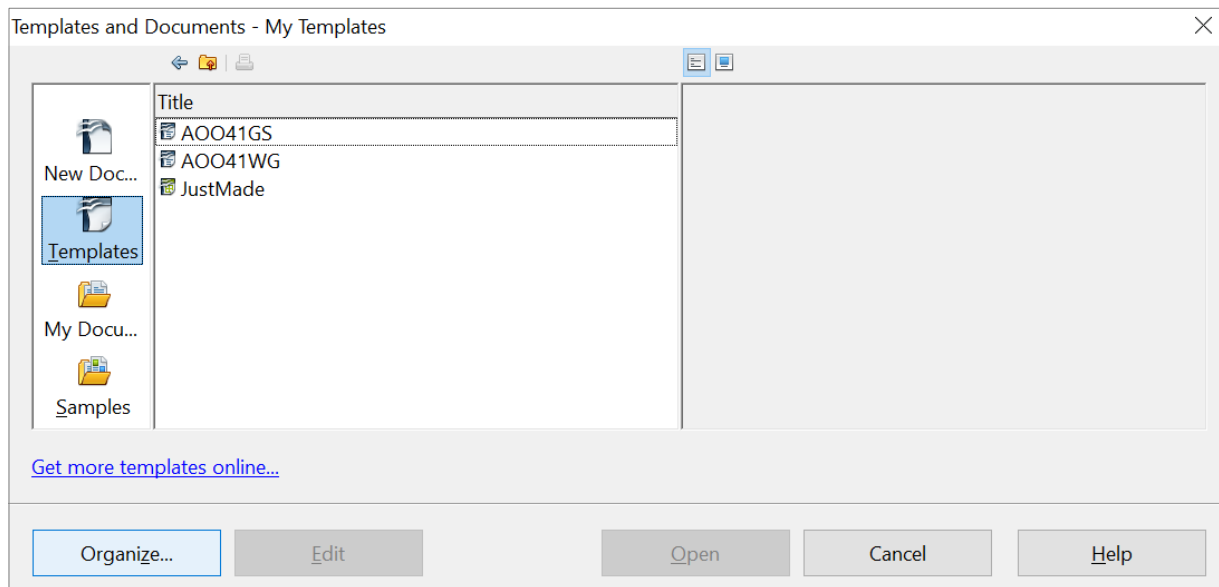 Templates and Documents - My Templates
Title
AOO41GS
AOO41WG
JustMade
New Doc...
Templates
My Docu...
Samples
Get more templates online...
Organize...
Edit
Open
Cancel
Help